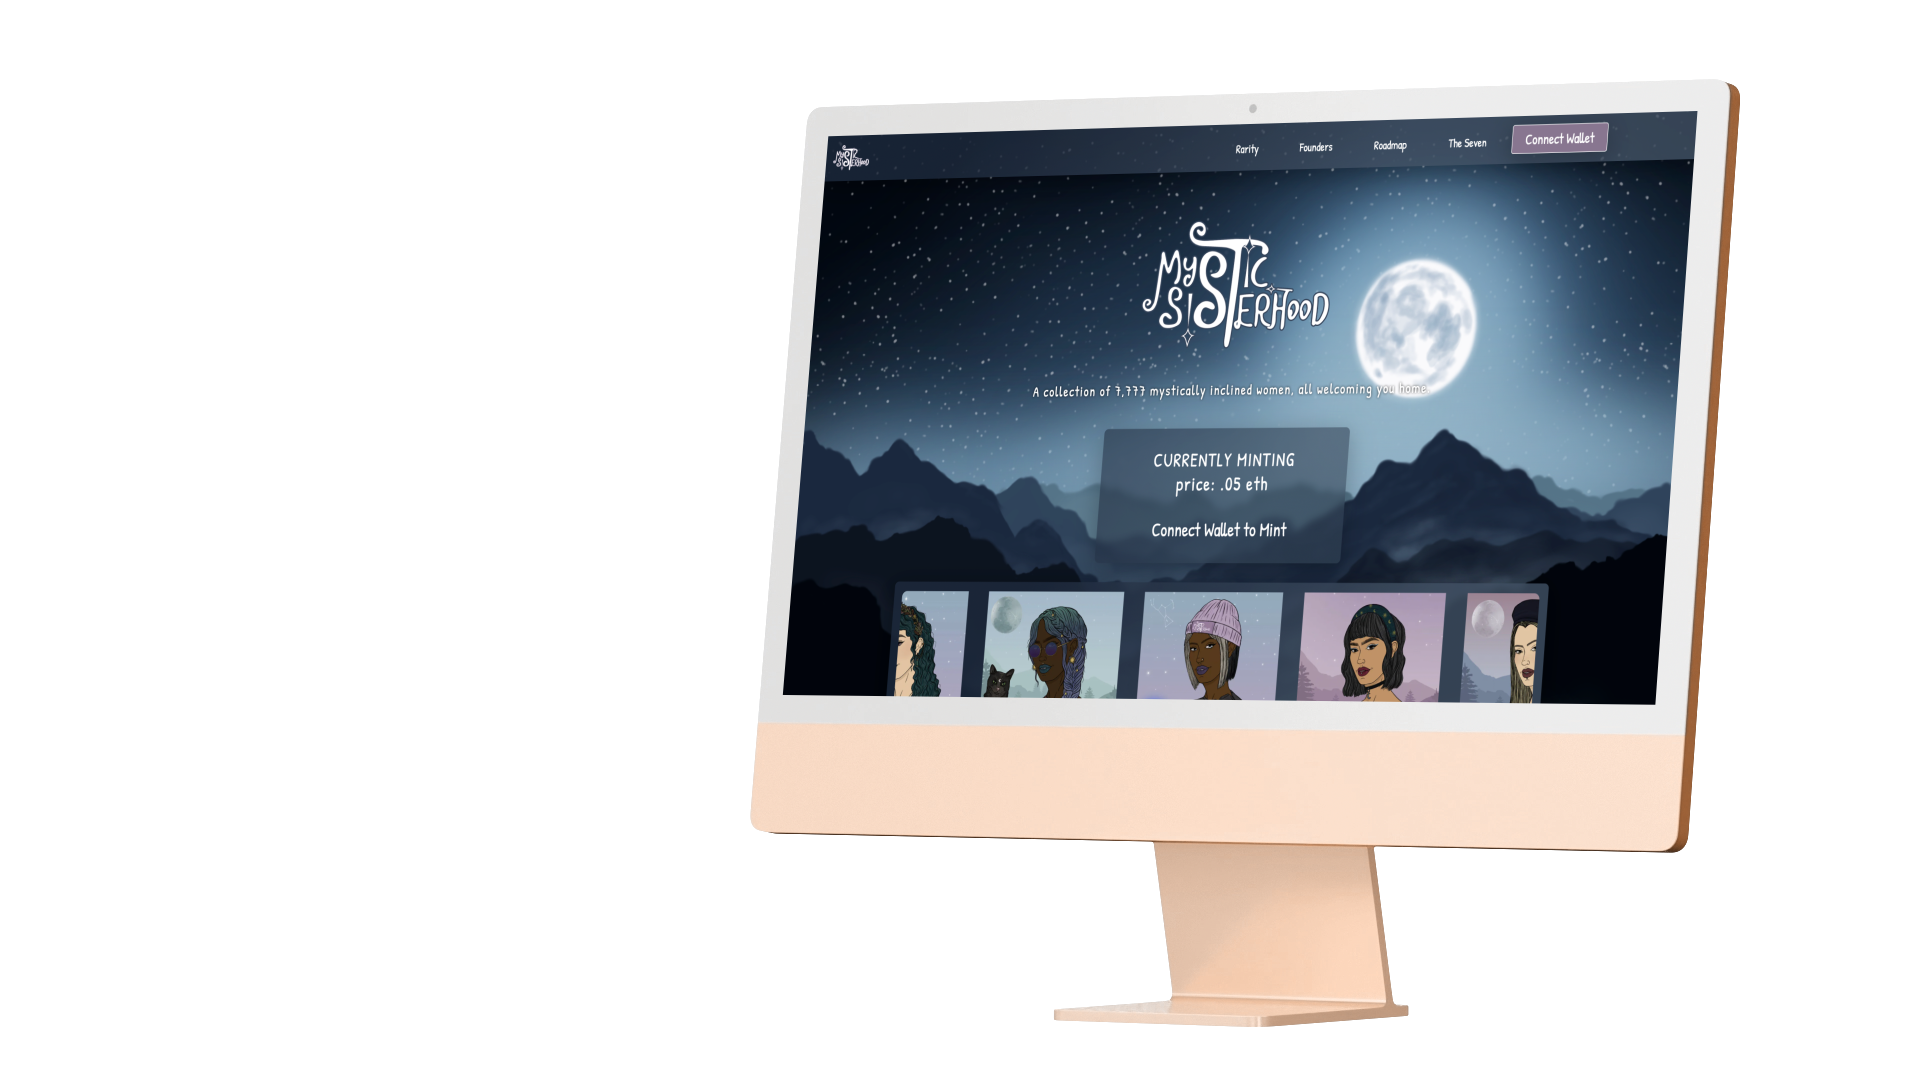 Mystic
Sisterhood
Rarity
Founders
Roadmap
The Seven
Connect Wallet
Mystic
Sisterhood
A collection of 7,777 mystically inclined women, all welcoming you home.
CURRENTLY MINTING
price: .05 eth
Connect Wallet to Mint